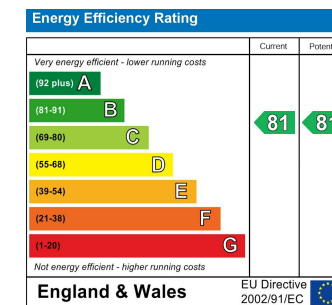 Energy Efficiency Rating
Current Potent
Very energy efficient - lower running costs
(92 plus) A
(81-91) B
(69-80) C
(55-68) D
(39-54) E
(21-38) F
(1-20) G
81 81
Not energy efficient - higher running costs
England & Wales
EU Directive
2002/91/EC